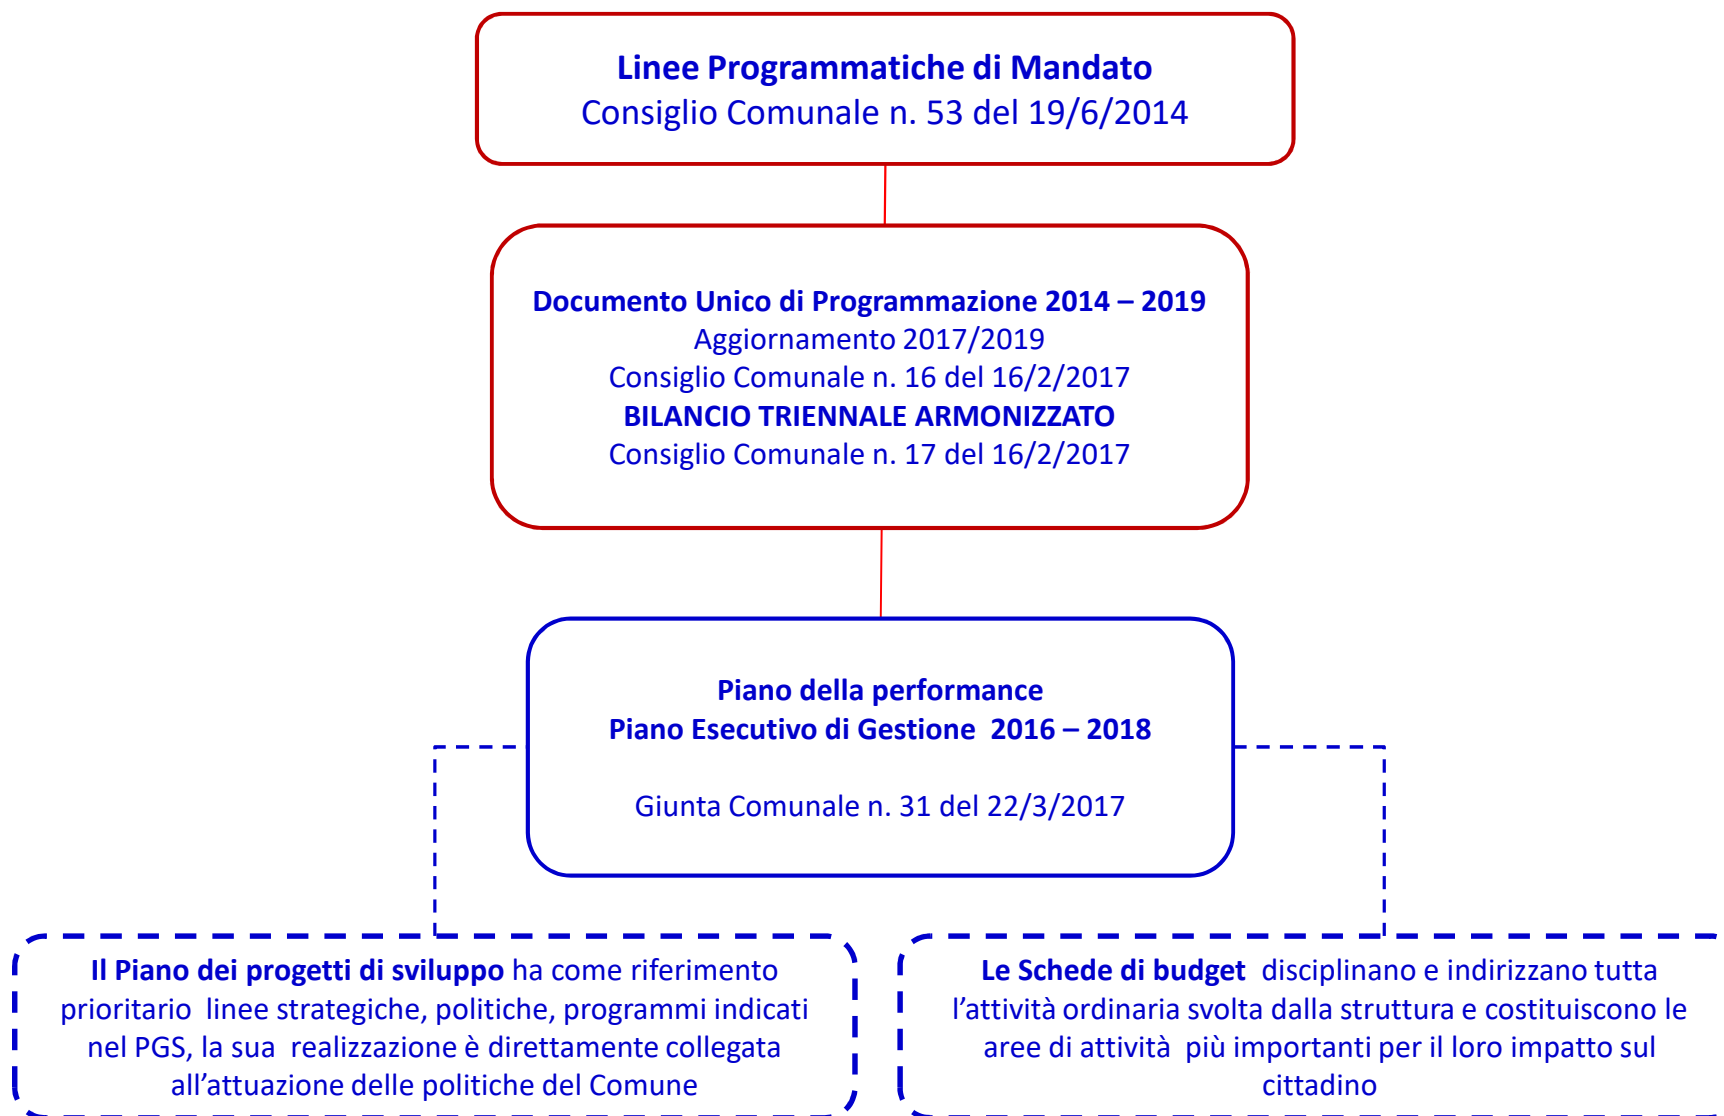 Linee Programmatiche di Mandato
Consiglio Comunale n. 53 del 19/6/2014
Documento Unico di Programmazione 2014 – 2019
Aggiornamento 2017/2019
Consiglio Comunale n. 16 del 16/2/2017
BILANCIO TRIENNALE ARMONIZZATO
Consiglio Comunale n. 17 del 16/2/2017
Piano della performance
Piano Esecutivo di Gestione 2016 – 2018
Giunta Comunale n. 31 del 22/3/2017
Il Piano dei progetti di sviluppo ha come riferimento
prioritario linee strategiche, politiche, programmi indicati
nel PGS, la sua realizzazione è direttamente collegata
all’attuazione delle politiche del Comune
Le Schede di budget disciplinano e indirizzano tutta
l’attività ordinaria svolta dalla struttura e costituiscono le
aree di attività più importanti per il loro impatto sul
cittadino